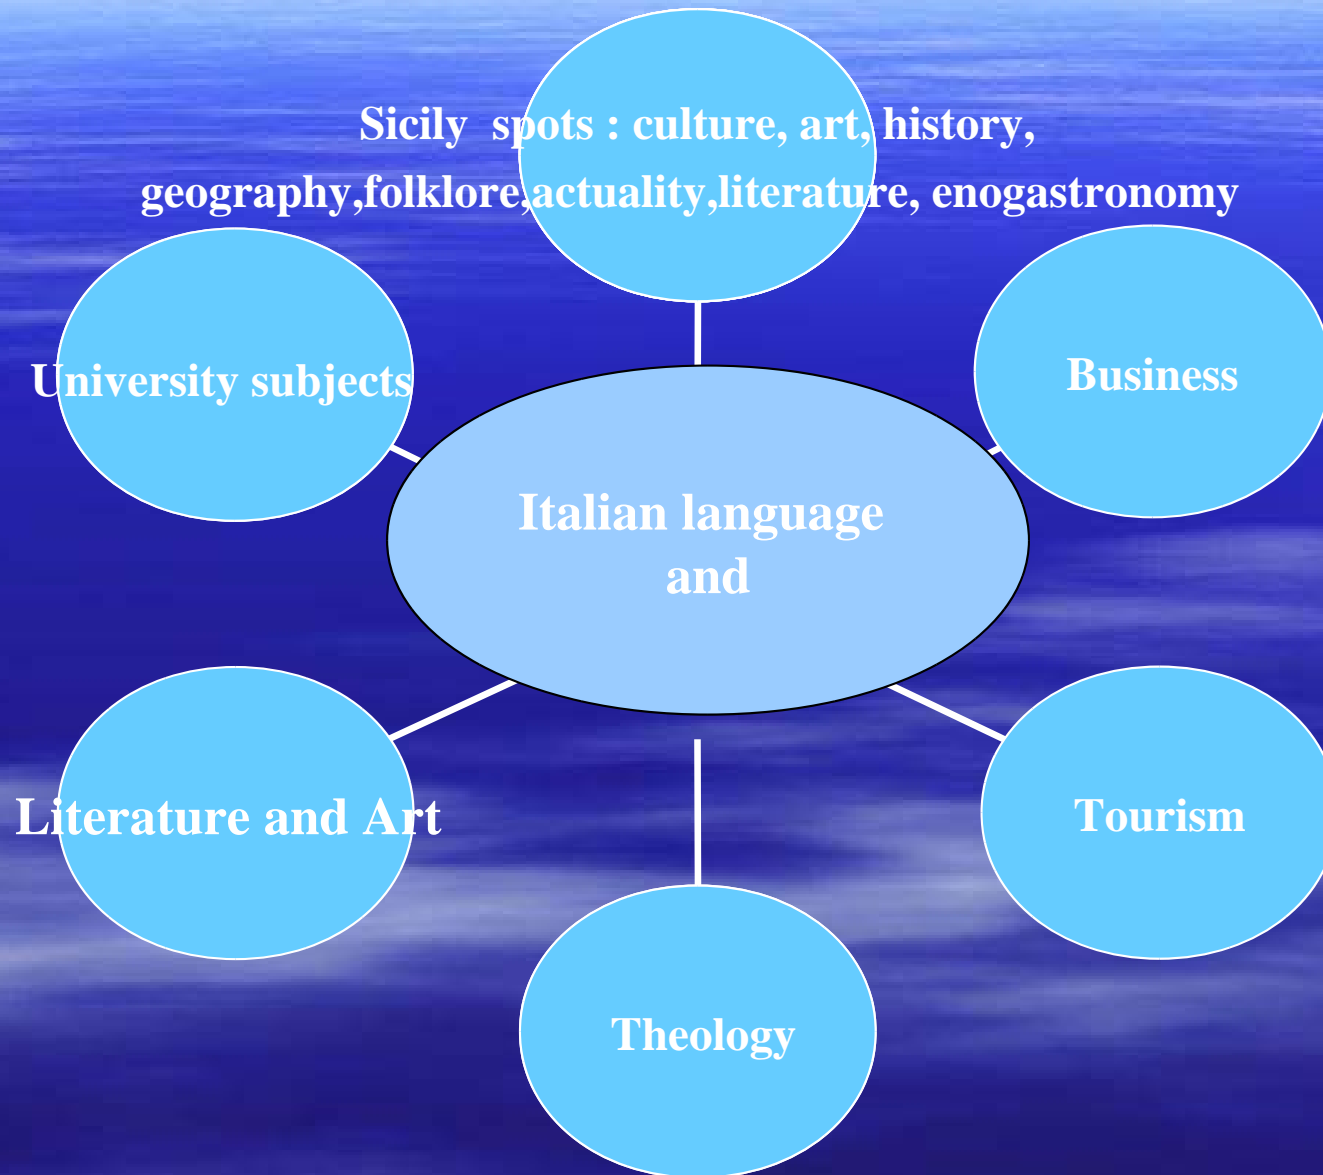 Sicily spots : culture, art, history,
geography,folklore,actuality,literature, enogastronomy
University subjects
Business
Italian language
and
Literature and Art
Tourism
Theology